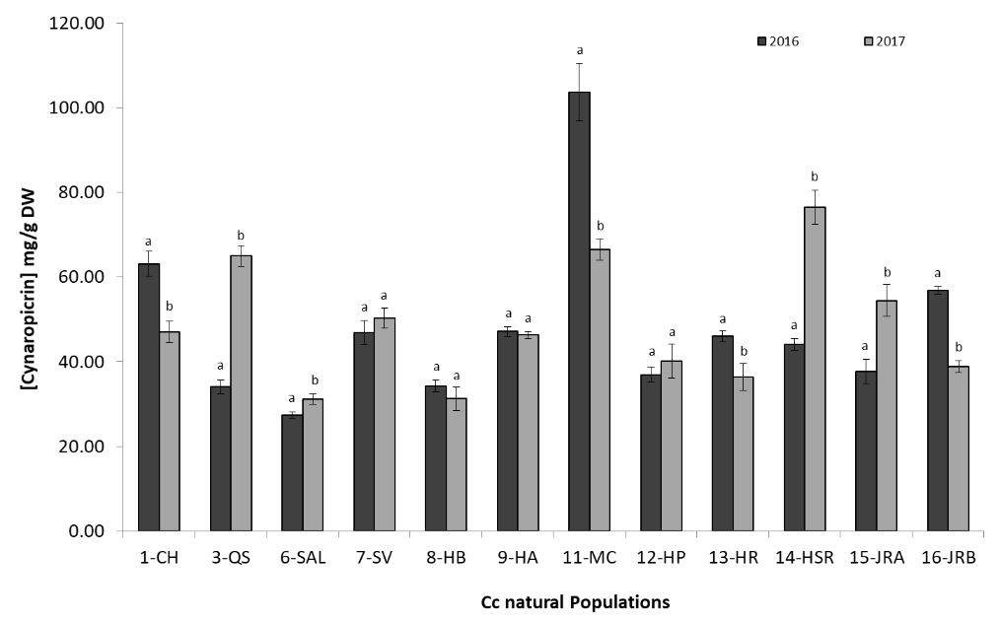 120.00
100.00
80.00
60.00
40.00
20.00
0.00
[Cynaropicrin] mg/g DW
2016 2017
a b a b a b a a a a a a a b a a a b a b a b a b
1-CH 3-QS 6-SAL 7-SV 8-HB 9-HA 11-MC 12-HP 13-HR 14-HSR 15-JRA 16-JRB
Cc natural Populations